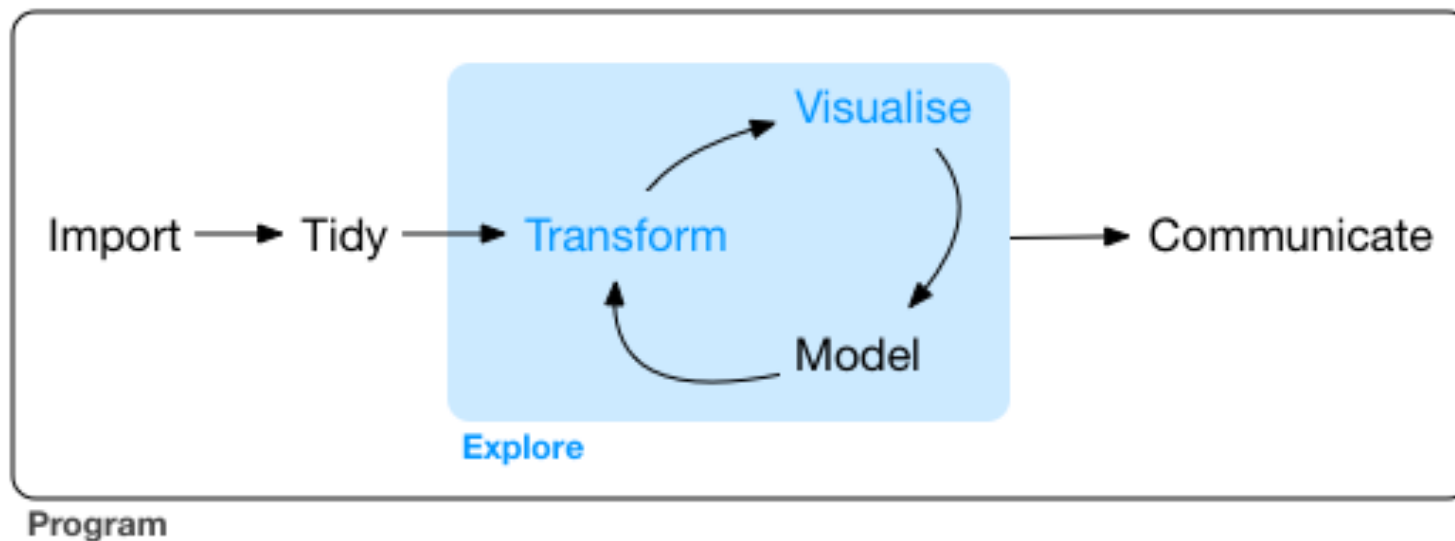 Visualise
Import Tidy Transform Communicate
Model
Explore
Program